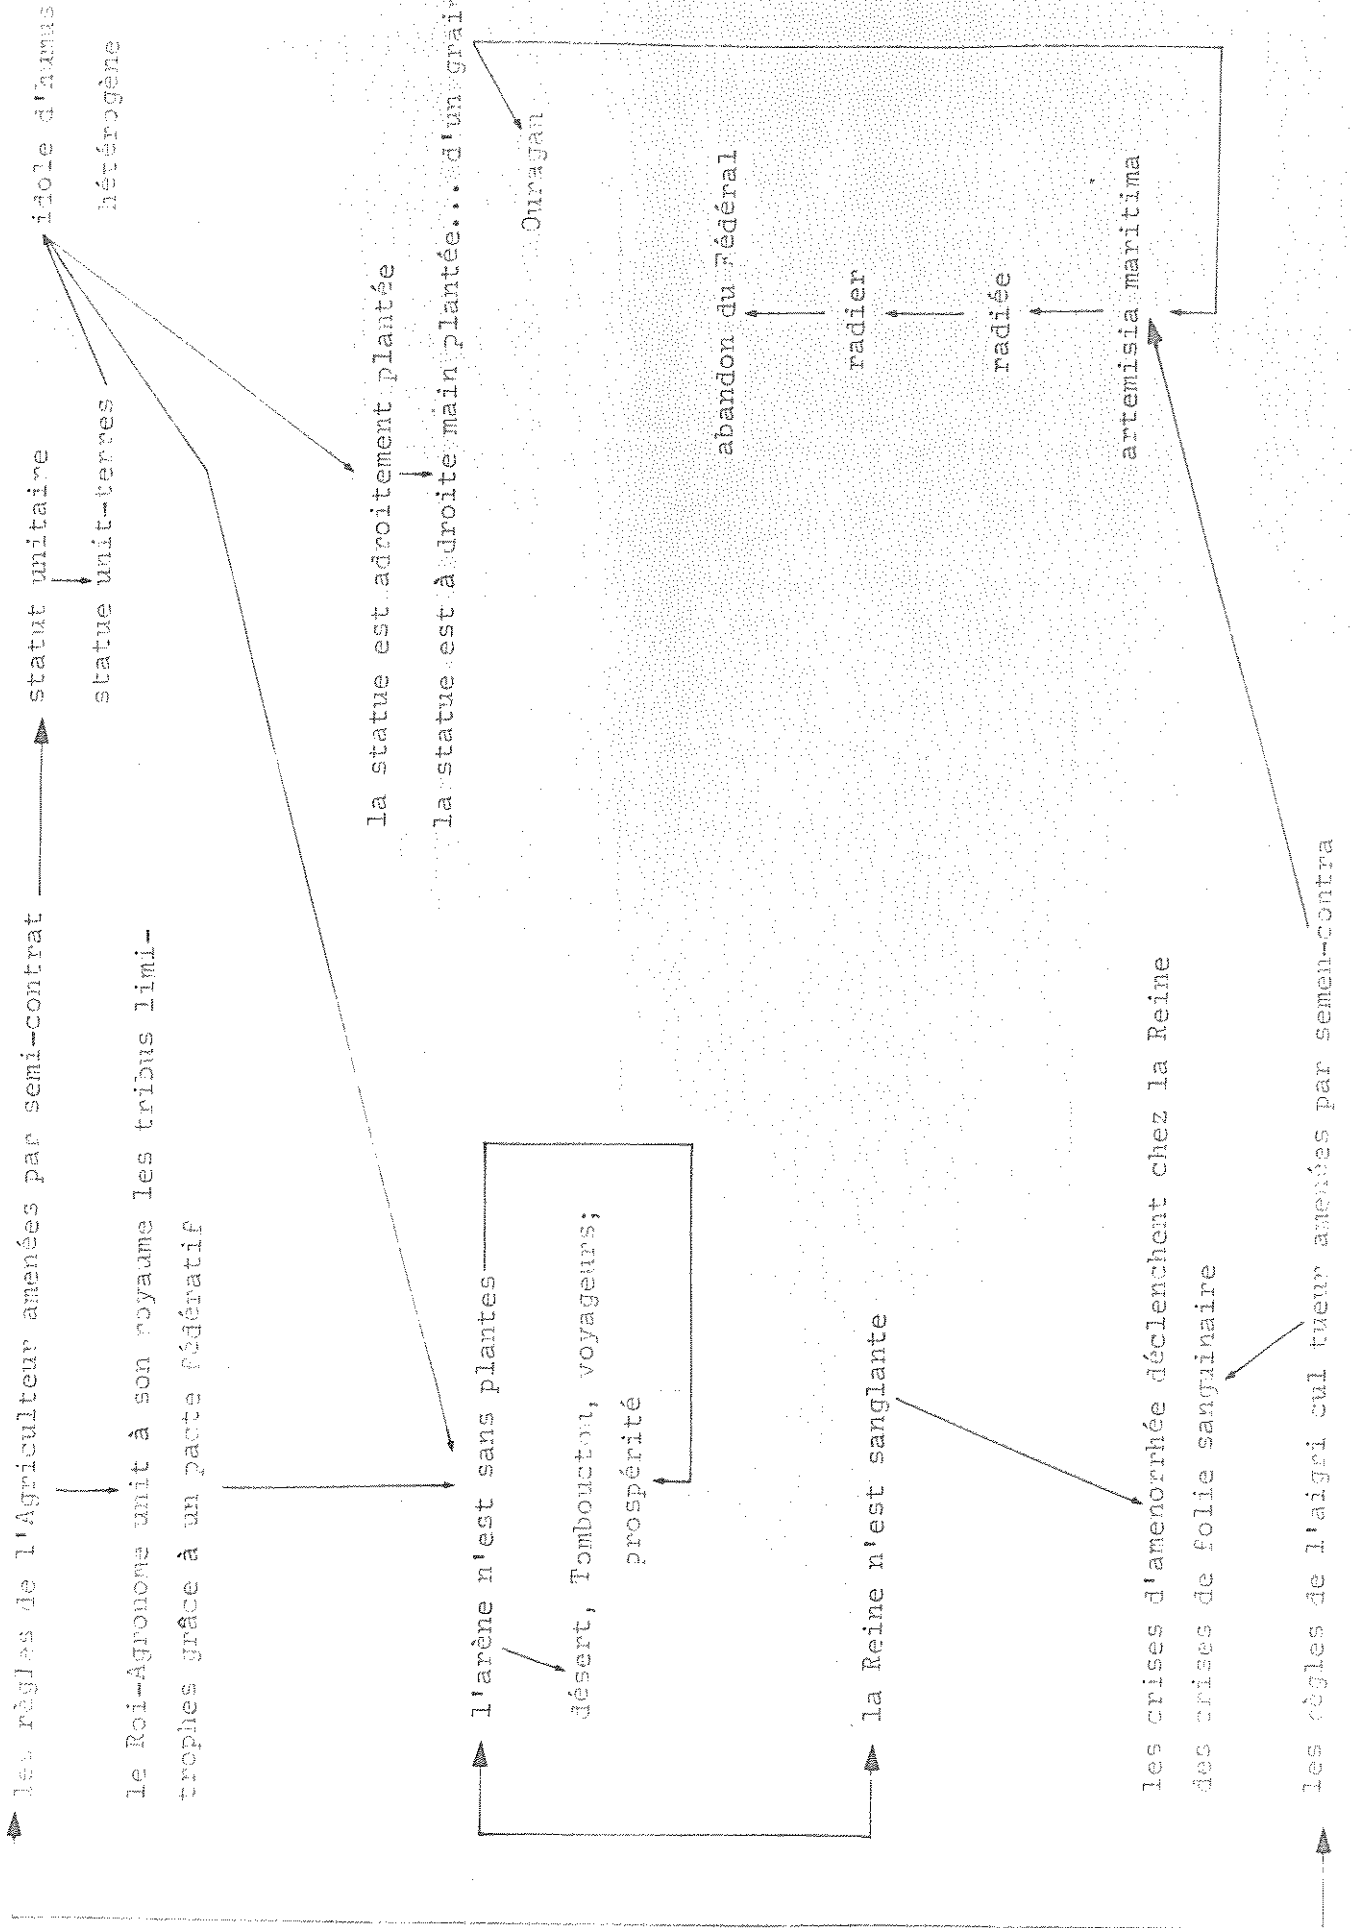 les règles de l'Agriculteur amenées par semi-contrat
statut unitaire
idole d'humus
statue unit-terres
hétérogène
le Roi-Agronome unit à son royaume les tribus limi-
trophes grâce à un pacte fédératif
la statue est adroitement plantée
la statue est à droite main plantée... d'un grain
Ouragan
l'arène n'est sans plantes
désert, Tombouctou, voyageurs;
prospérité
abandon du Fédéral
radier
radiée
artemisia maritima
la Reine n'est sanglante
les crises d'amenorrhé déclenchent chez la Reine
des crises de folie sanguinaire
les règles de l'aigri cul tueur amenées par semen-contra